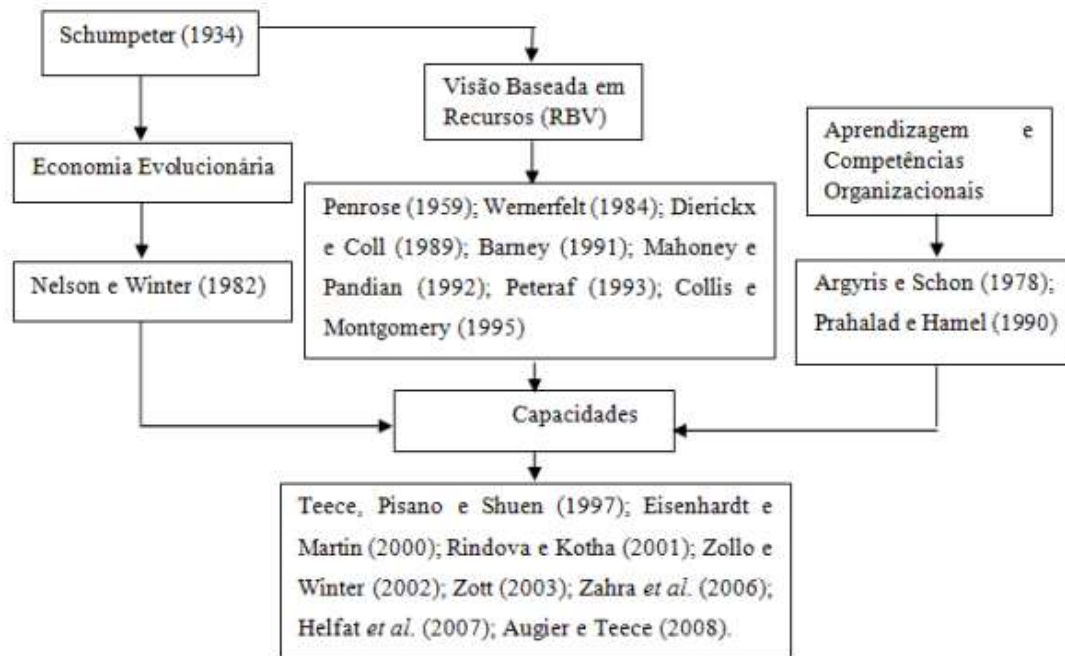 Schumpeter (1934)
Visão Baseada em
Recursos (RBV)
Aprendizagem e
Competências
Organizacionais
Economia Evolucionária
Penrose (1959); Wernerfelt (1984); Dierickx
e Coll (1989); Barney (1991); Mahoney e
Pandian (1992); Peteraf (1993); Collis e
Montgomery (1995)
Nelson e Winter (1982)
Argyris e Schon (1978);
Prahalad e Hamel (1990)
Capacidades
Teece, Pisano e Shuen (1997); Eisenhardt e
Martin (2000); Rindova e Kotha (2001); Zollo e
Winter (2002); Zott (2003); Zahra et al. (2006);
Helfat et al. (2007); Augier e Teece (2008).